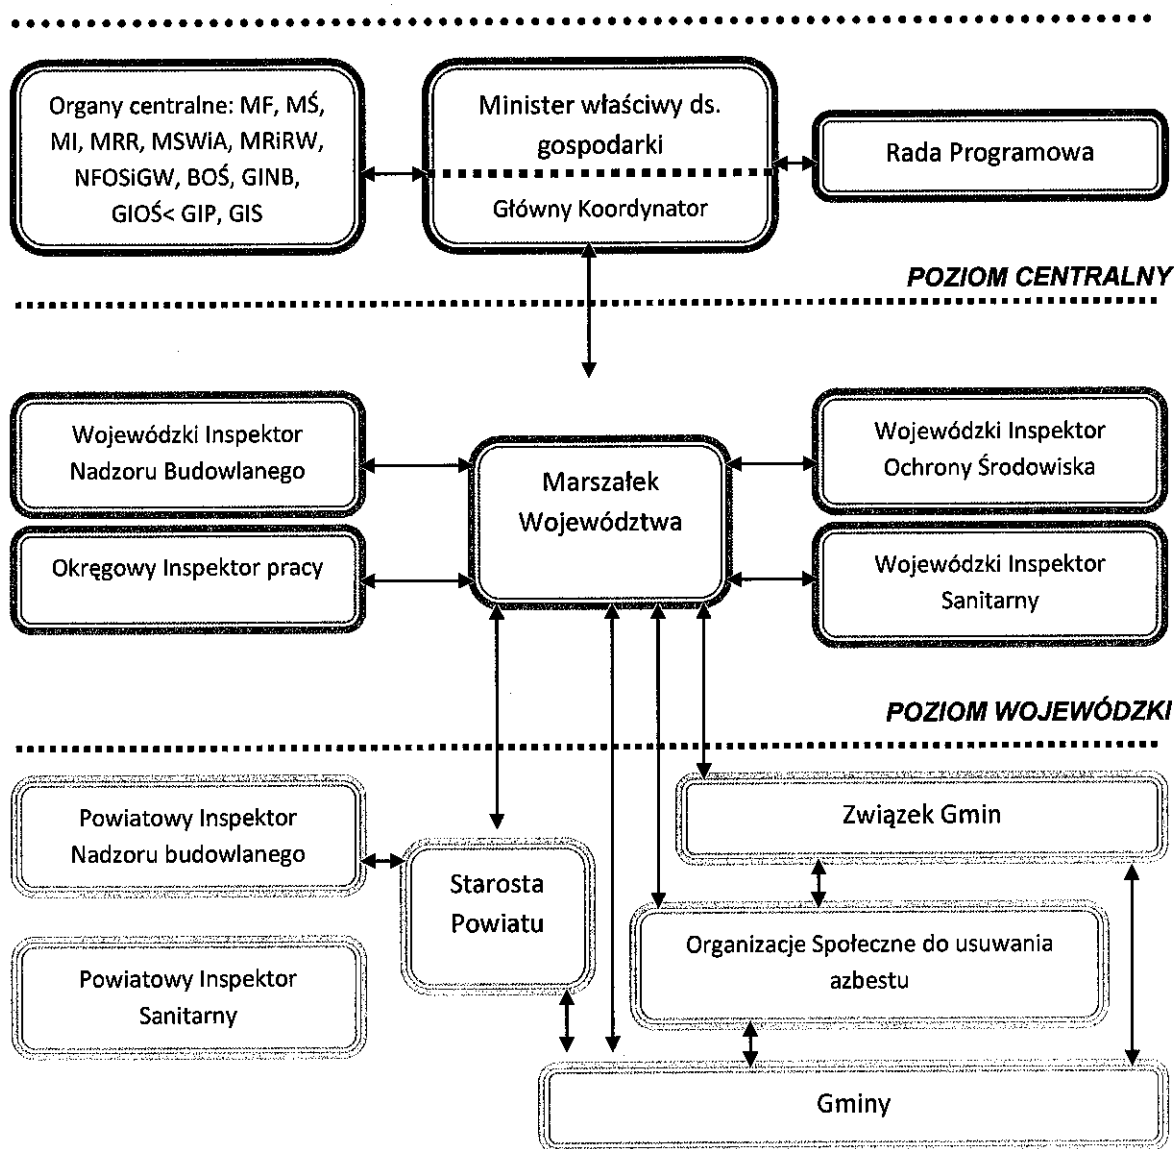 Organy centralne: MF, MŚ,
MI, MRR, MSWiA, MRiRW,
NFOSiGW, BOŚ, GINB,
GIOŚ< GIP, GIS
Minister właściwy ds.
gospodarki
Główny Koordynator
Rada Programowa
POZIOM CENTRALNY
Wojewódzki Inspektor
Nadzoru Budowlanego
Okręgowy Inspektor pracy
Marszałek
Województwa
Wojewódzki Inspektor
Ochrony Środowiska
Wojewódzki Inspektor
Sanitarny
POZIOM WOJEWÓDZKI
Powiatowy Inspektor
Nadzoru budowlanego
Powiatowy Inspektor
Sanitarny
Starosta
Powiatu
Związek Gmin
Organizacje Społeczne do usuwania
azbestu
Gminy